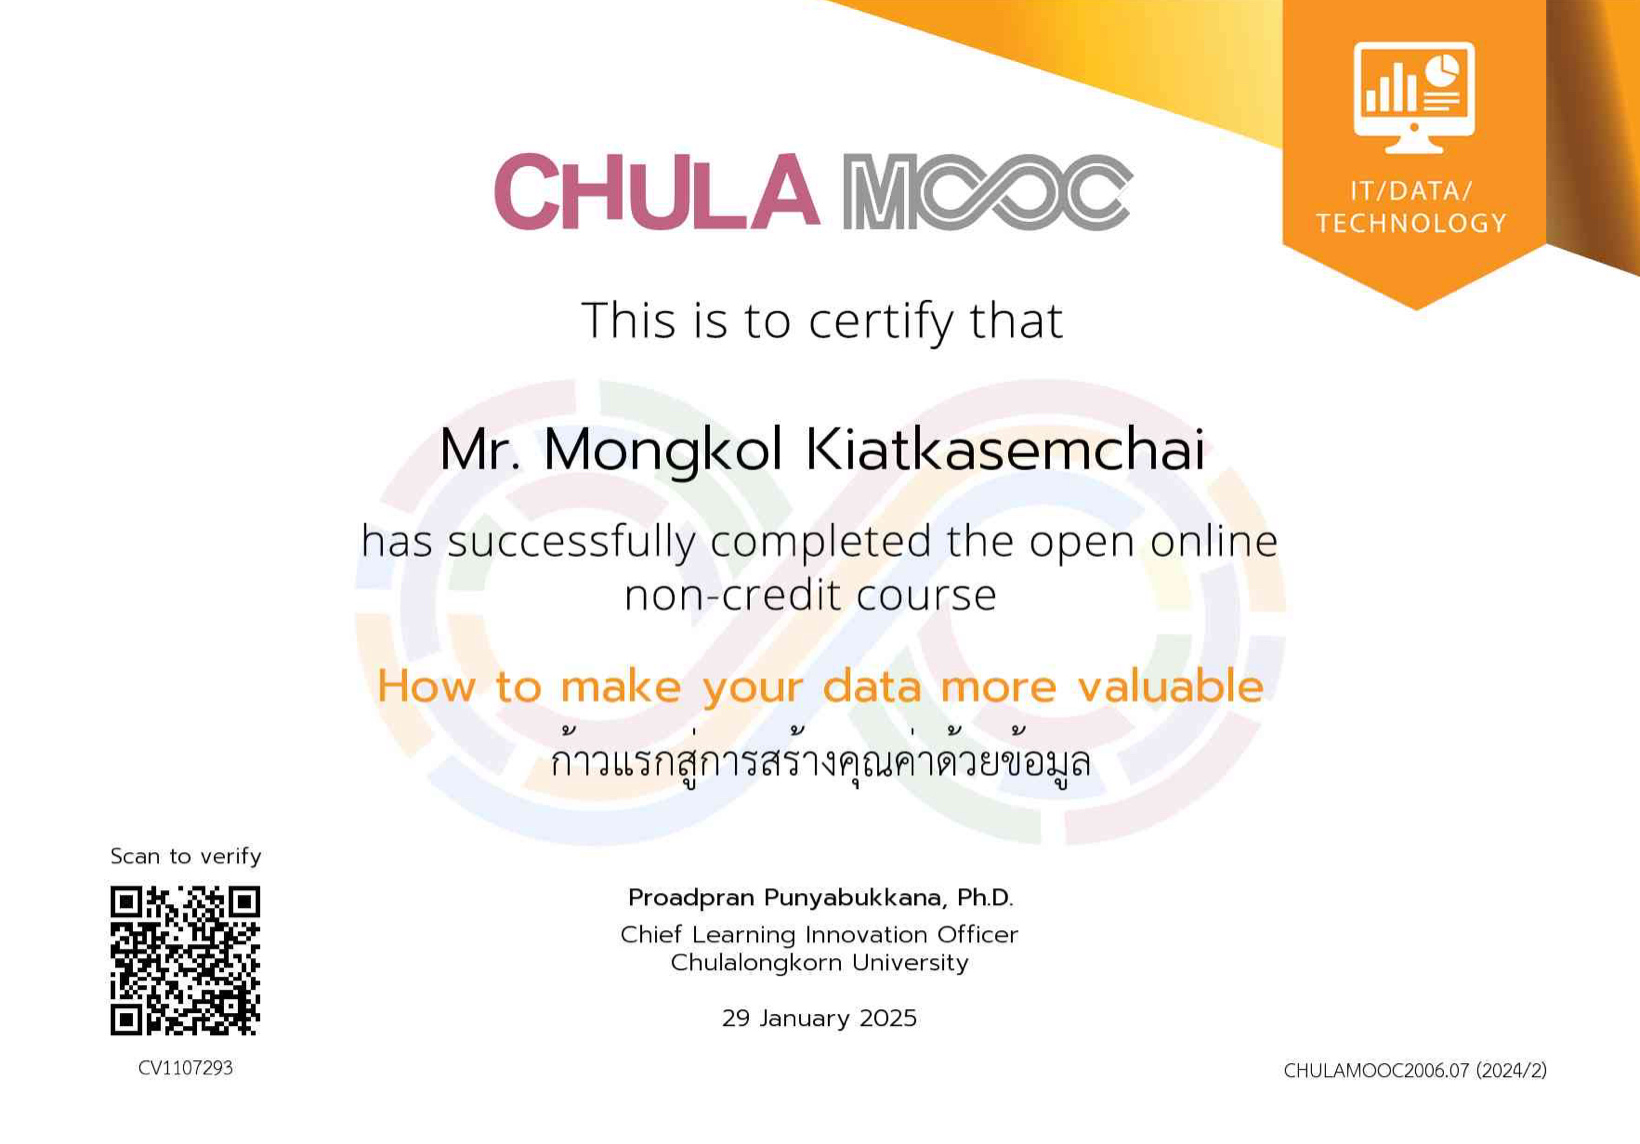 IT/DATA/
TECHNOLOGY
CHULA MOOC
This is to certify that
Mr. Mongkol Kiatkasemchai
has successfully completed the open online
non-credit course
How to make your data more valuable
ก้าวแรกสู่การสร้างคุณค่าด้วยข้อมูล
Scan to verify
CV1107293
Proadpran Punyabukkana, Ph.D.
Chief Learning Innovation Officer
Chulalongkorn University
29 January 2025
CHULAMOOC2006.07 (2024/2)